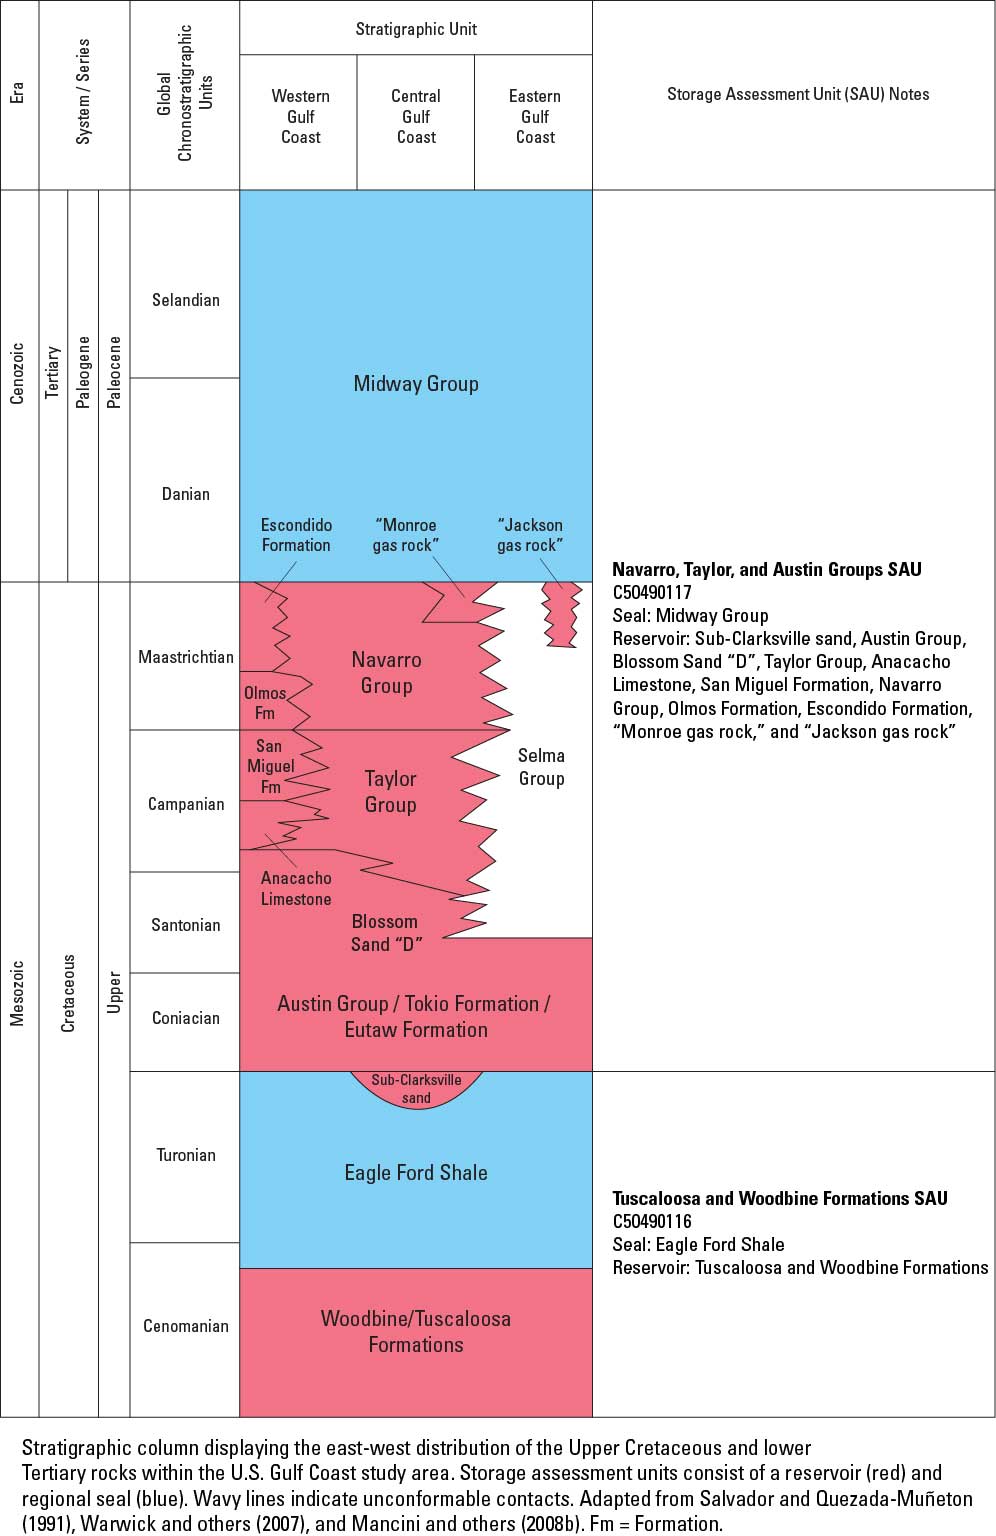 Era
System / Series
Global
Chronostratigraphic
Units
Stratigraphic Unit
Western
Gulf
Coast
Central
Gulf
Coast
Eastern
Gulf
Coast
Storage Assessment Unit (SAU) Notes
Cenozoic
Tertiary
Paleogene
Paleocene
Selandian
Danian
Midway Group
Escondido
Formation
“Monroe
gas rock”
“Jackson
gas rock”
Mesozoic
Cretaceous
Upper
Maastrichtian
Campanian
Santonian
Coniacian
Turonian
Cenomanian
Navarro
Group
Olmos
Fm
San
Miguel
Fm
Taylor
Group
Selma
Group
Anacacho
Limestone
Blossom
Sand “D”
Austin Group / Tokio Formation /
Eutaw Formation
Sub-Clarksville
sand
Eagle Ford Shale
Woodbine/Tuscaloosa
Formations
Navarro, Taylor, and Austin Groups SAU
C50490117
Seal: Midway Group
Reservoir: Sub-Clarksville sand, Austin Group,
Blossom Sand “D”, Taylor Group, Anacacho
Limestone, San Miguel Formation, Navarro
Group, Olmos Formation, Escondido Formation,
“Monroe gas rock,” and “Jackson gas rock”
Tuscaloosa and Woodbine Formations SAU
C50490116
Seal: Eagle Ford Shale
Reservoir: Tuscaloosa and Woodbine Formations
Stratigraphic column displaying the east-west distribution of the Upper Cretaceous and lower
Tertiary rocks within the U.S. Gulf Coast study area. Storage assessment units consist of a reservoir (red) and
regional seal (blue). Wavy lines indicate unconformable contacts. Adapted from Salvador and Quezada-Muñeton
(1991), Warwick and others (2007), and Mancini and others (2008b). Fm = Formation.